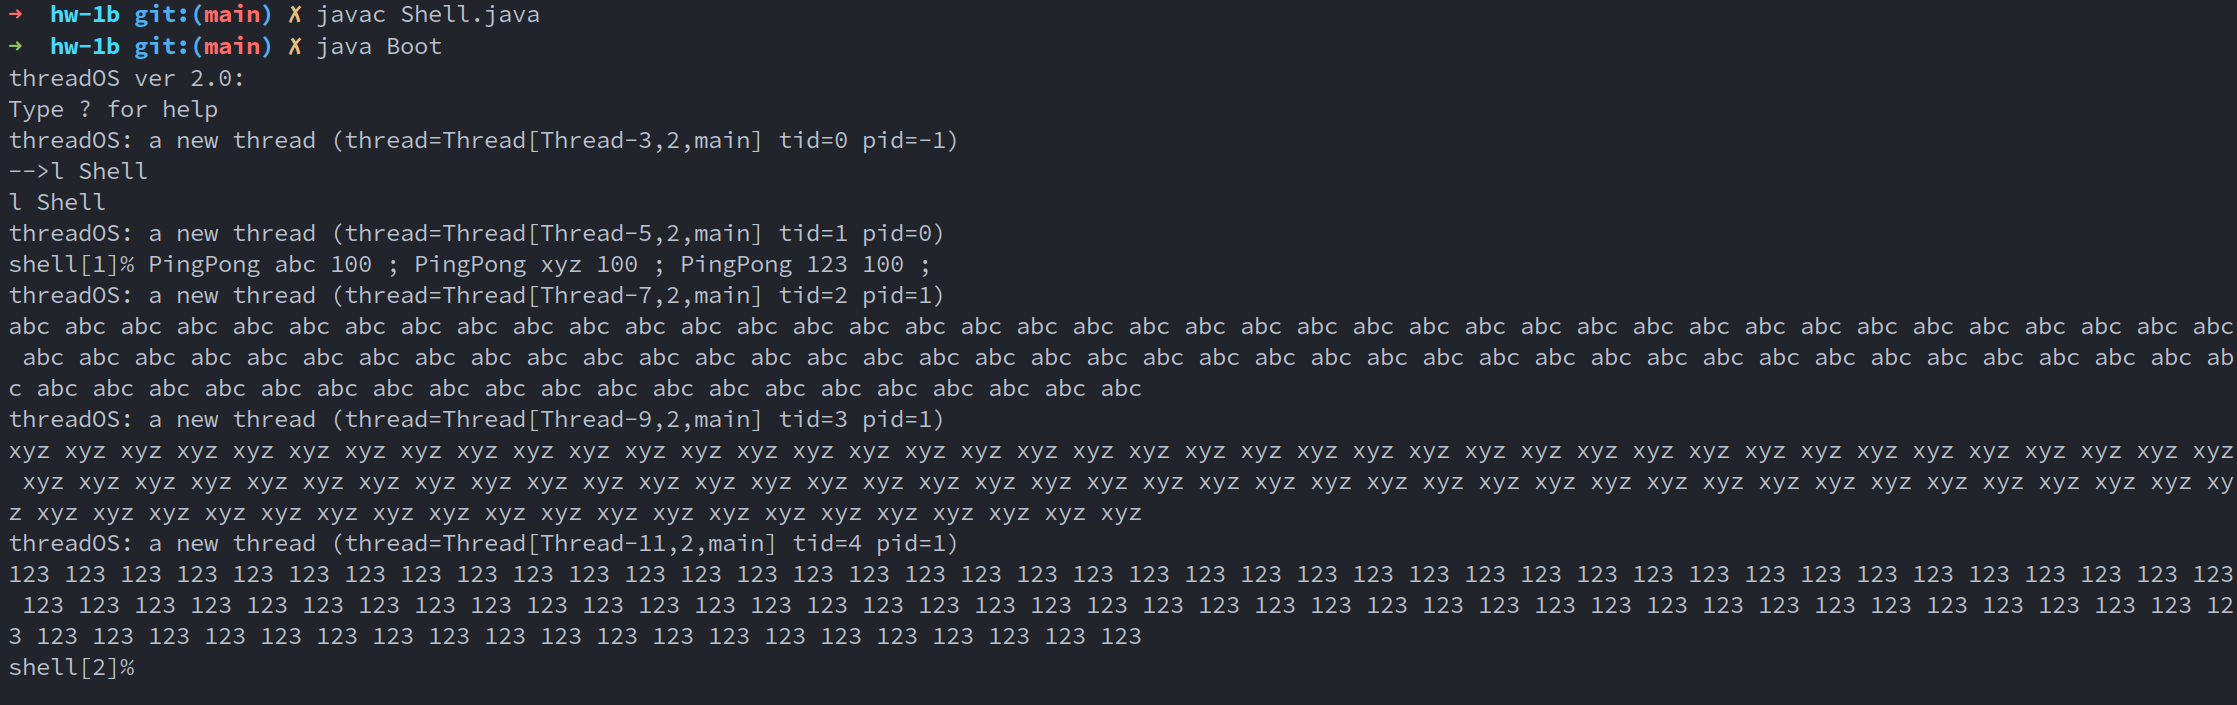 ➜  hw-1b git:(main) ✗ javac Shell.java
➜  hw-1b git:(main) ✗ java Boot
threadOS ver 2.0:
Type ? for help
threadOS: a new thread (thread=Thread[Thread-3,2,main] tid=0 pid=-1)
-->l Shell
l Shell
threadOS: a new thread (thread=Thread[Thread-5,2,main] tid=1 pid=0)
shell[1]% PingPong abc 100 ; PingPong xyz 100 ; PingPong 123 100 ;
threadOS: a new thread (thread=Thread[Thread-7,2,main] tid=2 pid=1)
abc abc abc abc abc abc abc abc abc abc abc abc abc abc abc abc abc abc abc abc abc abc abc abc abc abc abc abc abc abc abc abc abc abc abc abc abc abc abc abc
 abc abc abc abc abc abc abc abc abc abc abc abc abc abc abc abc abc abc abc abc abc abc abc abc abc abc abc abc abc abc abc abc abc abc abc abc abc abc abc ab
c abc abc abc abc abc abc abc abc abc abc abc abc abc abc abc abc abc abc abc abc
threadOS: a new thread (thread=Thread[Thread-9,2,main] tid=3 pid=1)
xyz xyz xyz xyz xyz xyz xyz xyz xyz xyz xyz xyz xyz xyz xyz xyz xyz xyz xyz xyz xyz xyz xyz xyz xyz xyz xyz xyz xyz xyz xyz xyz xyz xyz xyz xyz xyz xyz xyz xyz
 xyz xyz xyz xyz xyz xyz xyz xyz xyz xyz xyz xyz xyz xyz xyz xyz xyz xyz xyz xyz xyz xyz xyz xyz xyz xyz xyz xyz xyz xyz xyz xyz xyz xyz xyz xyz xyz xyz xyz xy
z xyz xyz xyz xyz xyz xyz xyz xyz xyz xyz xyz xyz xyz xyz xyz xyz xyz xyz xyz xyz
threadOS: a new thread (thread=Thread[Thread-11,2,main] tid=4 pid=1)
123 123 123 123 123 123 123 123 123 123 123 123 123 123 123 123 123 123 123 123 123 123 123 123 123 123 123 123 123 123 123 123 123 123 123 123 123 123 123 123
 123 123 123 123 123 123 123 123 123 123 123 123 123 123 123 123 123 123 123 123 123 123 123 123 123 123 123 123 123 123 123 123 123 123 123 123 123 123 123 12
3 123 123 123 123 123 123 123 123 123 123 123 123 123 123 123 123 123 123 123 123
shell[2]%